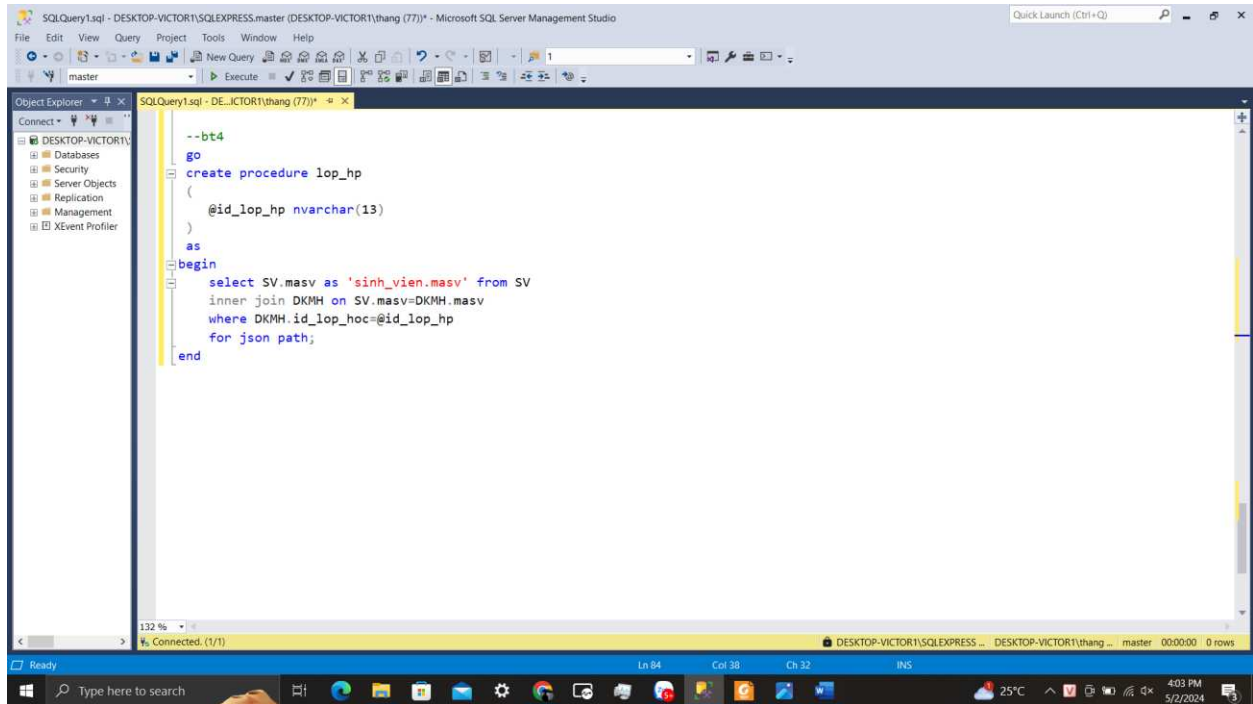 SQLQuery1.sql - DESKTOP-VICTOR1\SQLEXPRESS.master (DESKTOP-VICTOR1\thang (77))* - Microsoft SQL Server Management Studio
Quick Launch (Ctrl+Q)
File Edit View Query Project Tools Window Help
New Query 1
master Execute
Object Explorer
SQLQuery1.sql - DE...ICTOR1\thang (77))*
Connect
DESKTOP-VICTOR1\
Databases
Security
Server Objects
Replication
Management
XEvent Profiler
--bt4
go
create procedure lop_hp
(
@id_lop_hp nvarchar(13)
)
as
begin
select SV.masv as 'sinh_vien.masv' from SV
inner join DKMH on SV.masv=DKMH.masv
where DKMH.id_lop_hoc=@id_lop_hp
for json path;
end
132 %
Connected. (1/1)
DESKTOP-VICTOR1\SQLEXPRESS ... DESKTOP-VICTOR1\thang ... master 00:00:00 0 rows
Ready Ln 84 Col 38 Ch 32 INS
Type here to search
25°C
4:03 PM
5/2/2024